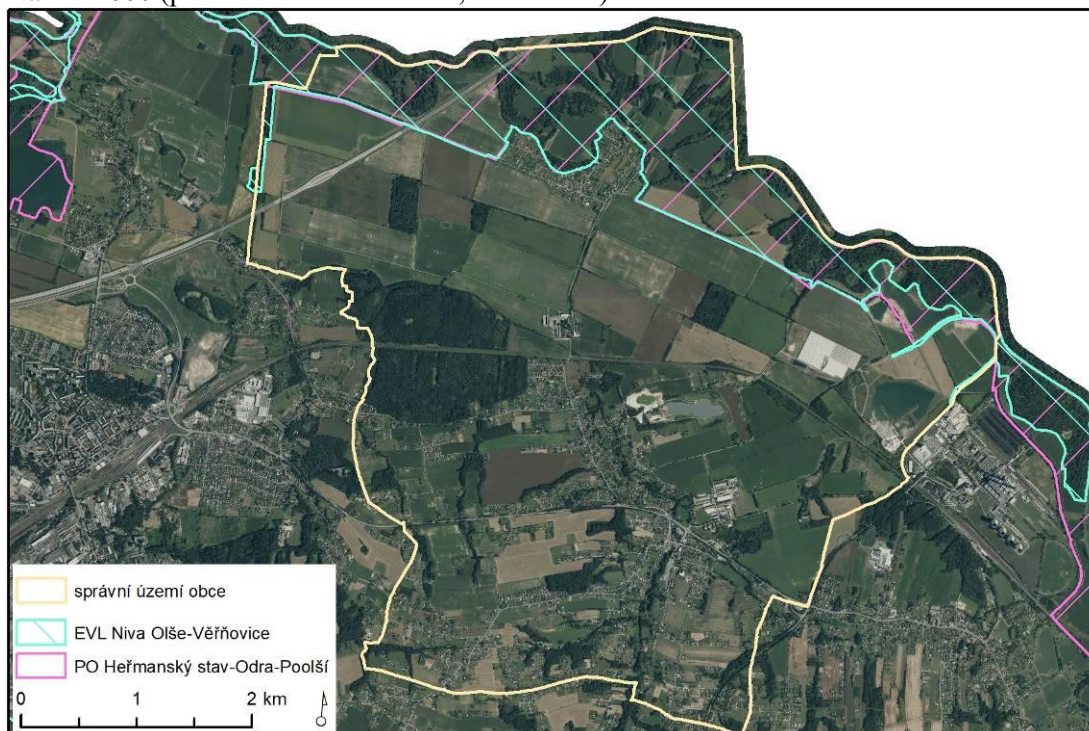 správní území obce
EVL Niva Olše-Věřňovice
PO Heřmanský stav-Odra-Poolší
0 1 2 km